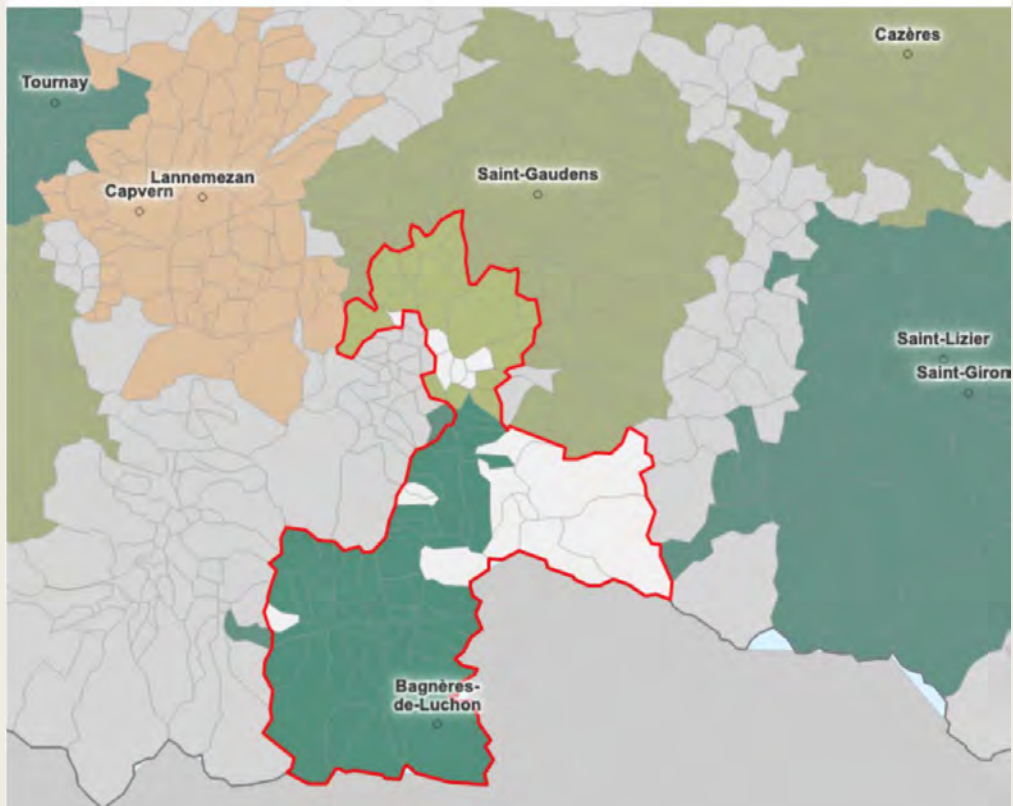 Cazères
Tournay
Lannemezan
Capvern
Saint-Gaudens
Saint-Lizier
Saint-Giron
Bagnères-
de-Luchon